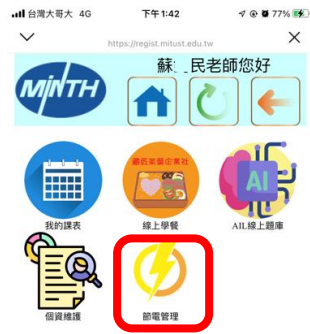 台灣大哥大 4G 下午1:42 77%
https://regist.mitust.edu.tw
蘇 民老師您好
MiNTH
我的課表 線上學餐 AIL線上題庫
AI
個資維護 節電管理